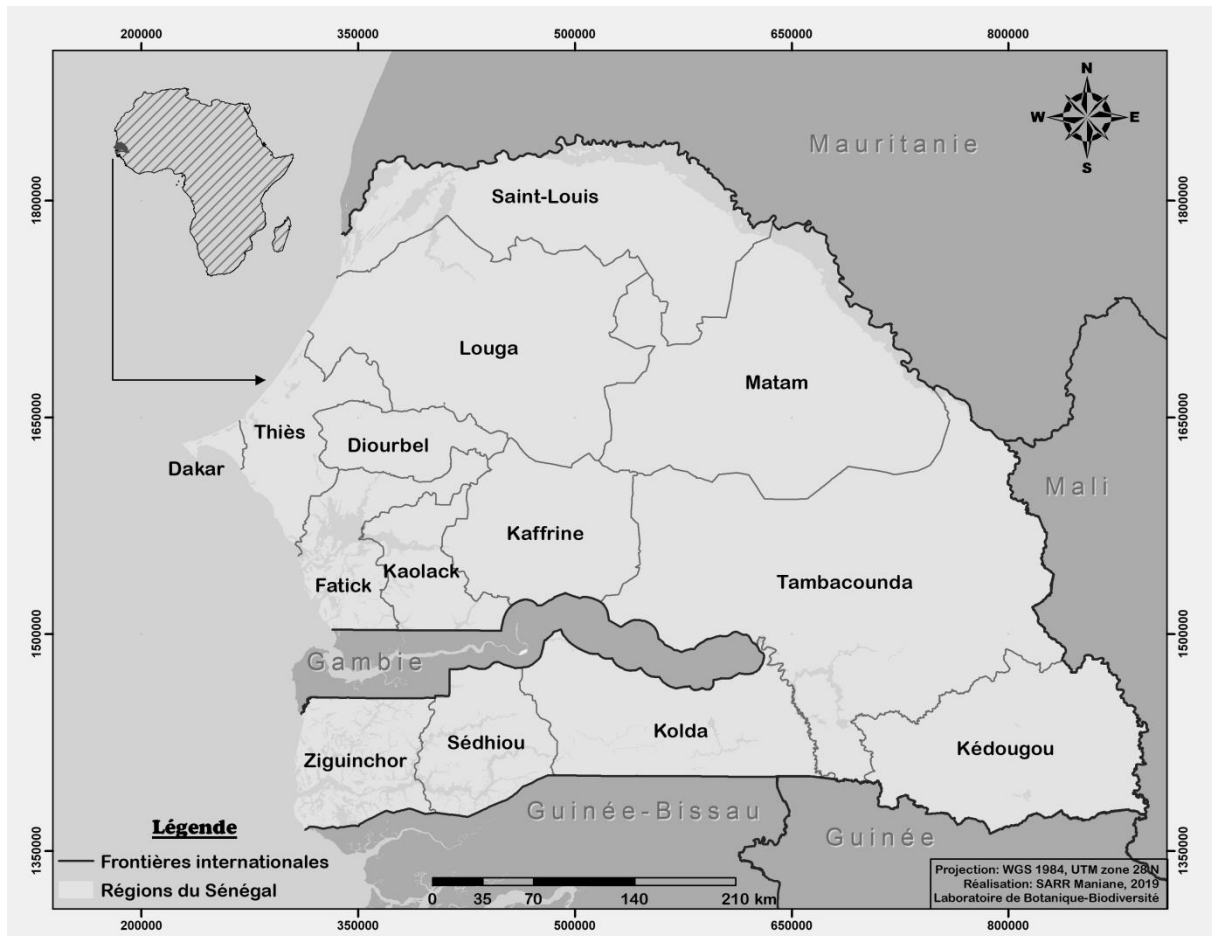 200000 350000 500000 650000 800000
1800000
1650000
1500000
1350000
1800000
1650000
1500000
1350000
N
W E
S
Mauritanie
Saint-Louis
Louga
Matam
Thiès
Diourbel
Dakar
Mali
Kaffrine
Fatick
Kaolack
Tambacounda
Gambie
Ziguinchor
Sédhiou
Kolda
Kédougou
Guinée-Bissau
Guinée
Légende
Frontières internationales
Régions du Sénégal
0 35 70 140 210 km
Projection: WGS 1984, UTM zone 28N
Réalisation: SARR Maniane, 2019
Laboratoire de Botanique-Biodiversité
200000 350000 500000 650000 800000